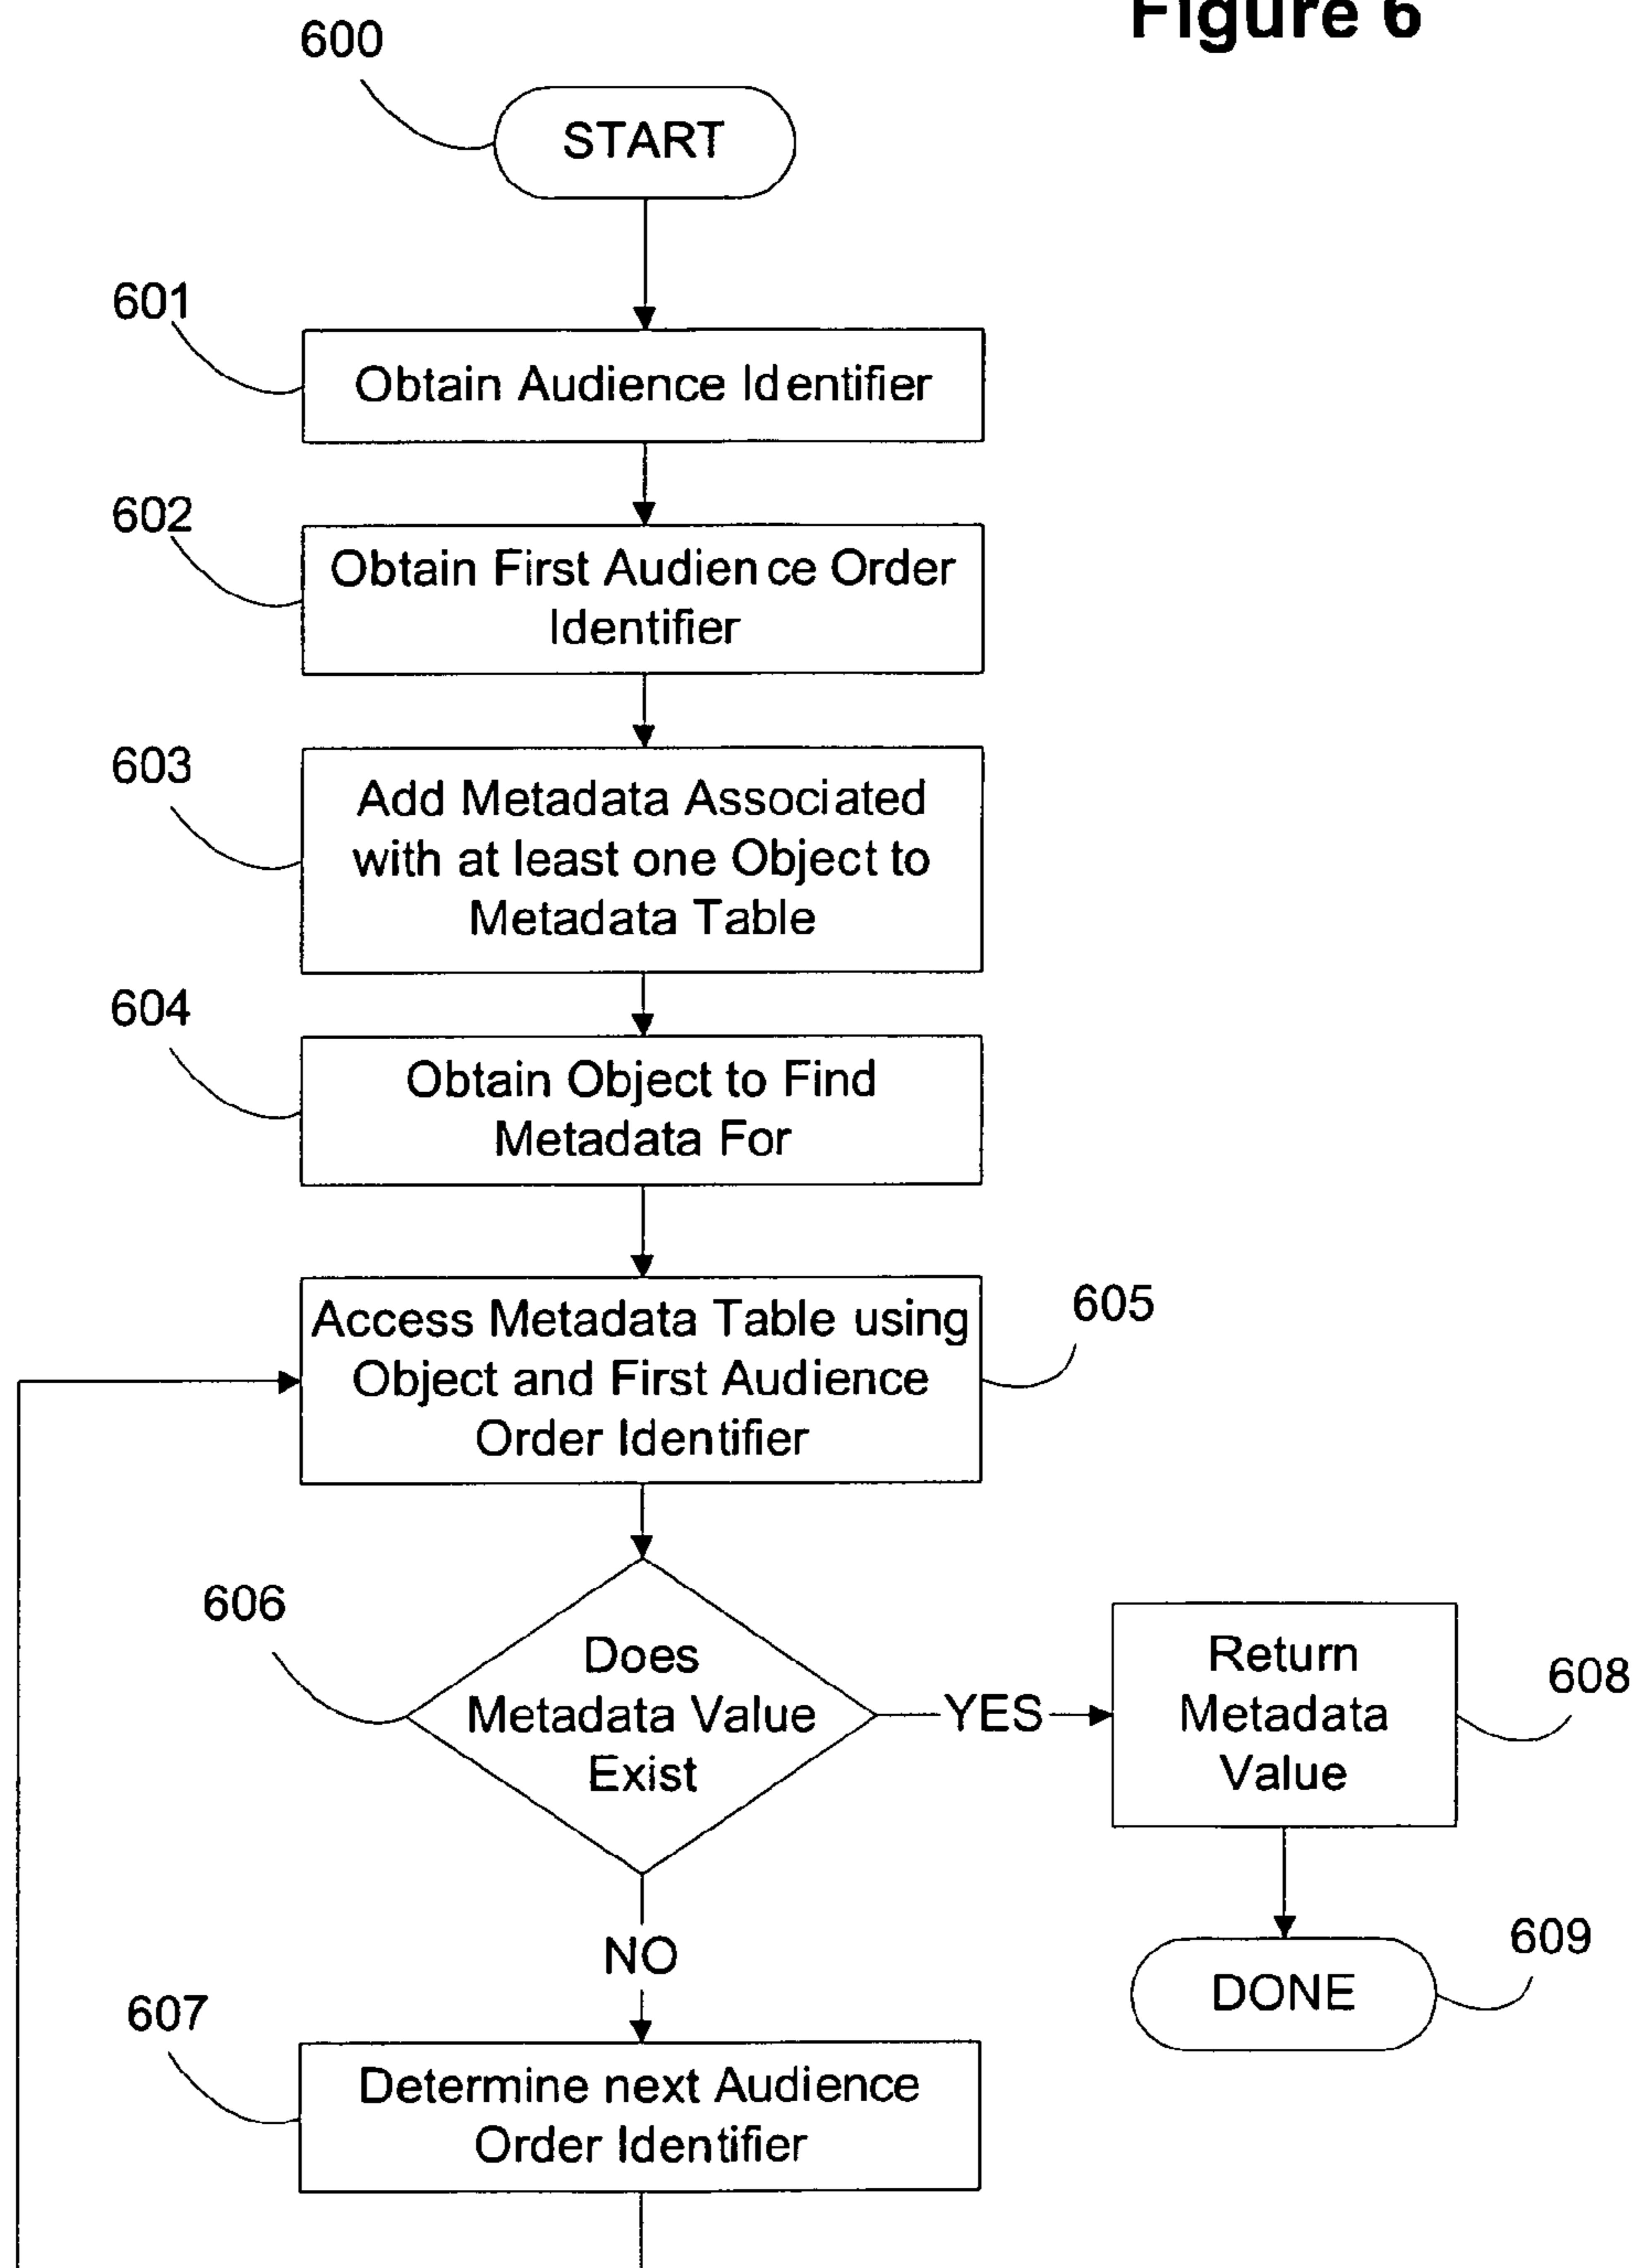 Figure 6
600
START
601
Obtain Audience Identifier
602
Obtain First Audience Order
Identifier
603
Add Metadata Associated
with at least one Object to
Metadata Table
604
Obtain Object to Find
Metadata For
605
Access Metadata Table using
Object and First Audience
Order Identifier
606
Does
Metadata Value
Exist
YES
608
Return
Metadata
Value
NO
609
DONE
607
Determine next Audience
Order Identifier